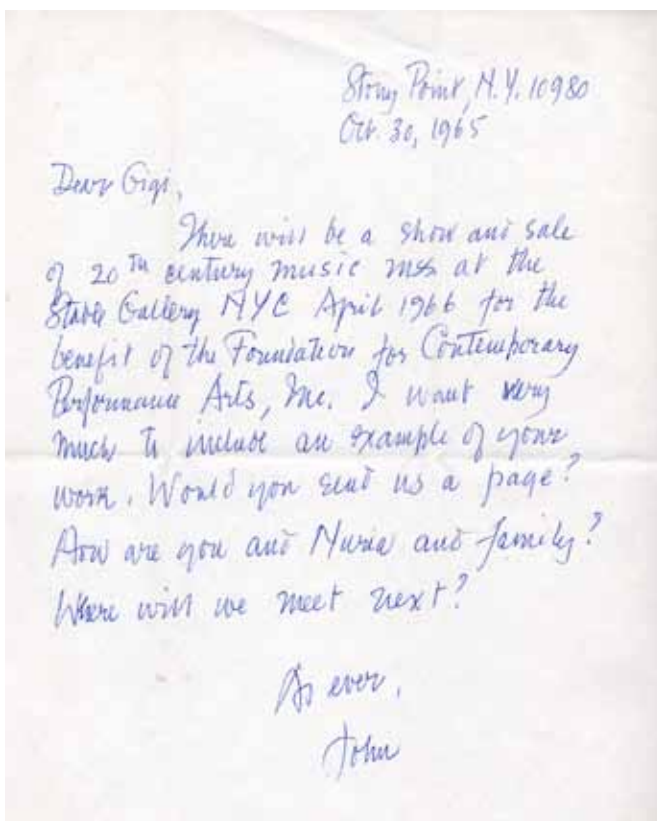 Stony Point, N.Y. 10980
Oct. 30, 1965
Dear Gigi,
There will be a show and sale
of 20th century music mss at the
Stable Gallery NYC April 1966 for the
benefit of the Foundation for Contemporary
Performance Arts, Inc. I want very
much to include an example of your
work. Would you send us a page?
How are you and Nuria and family?
Where will we meet next?
As ever,
John